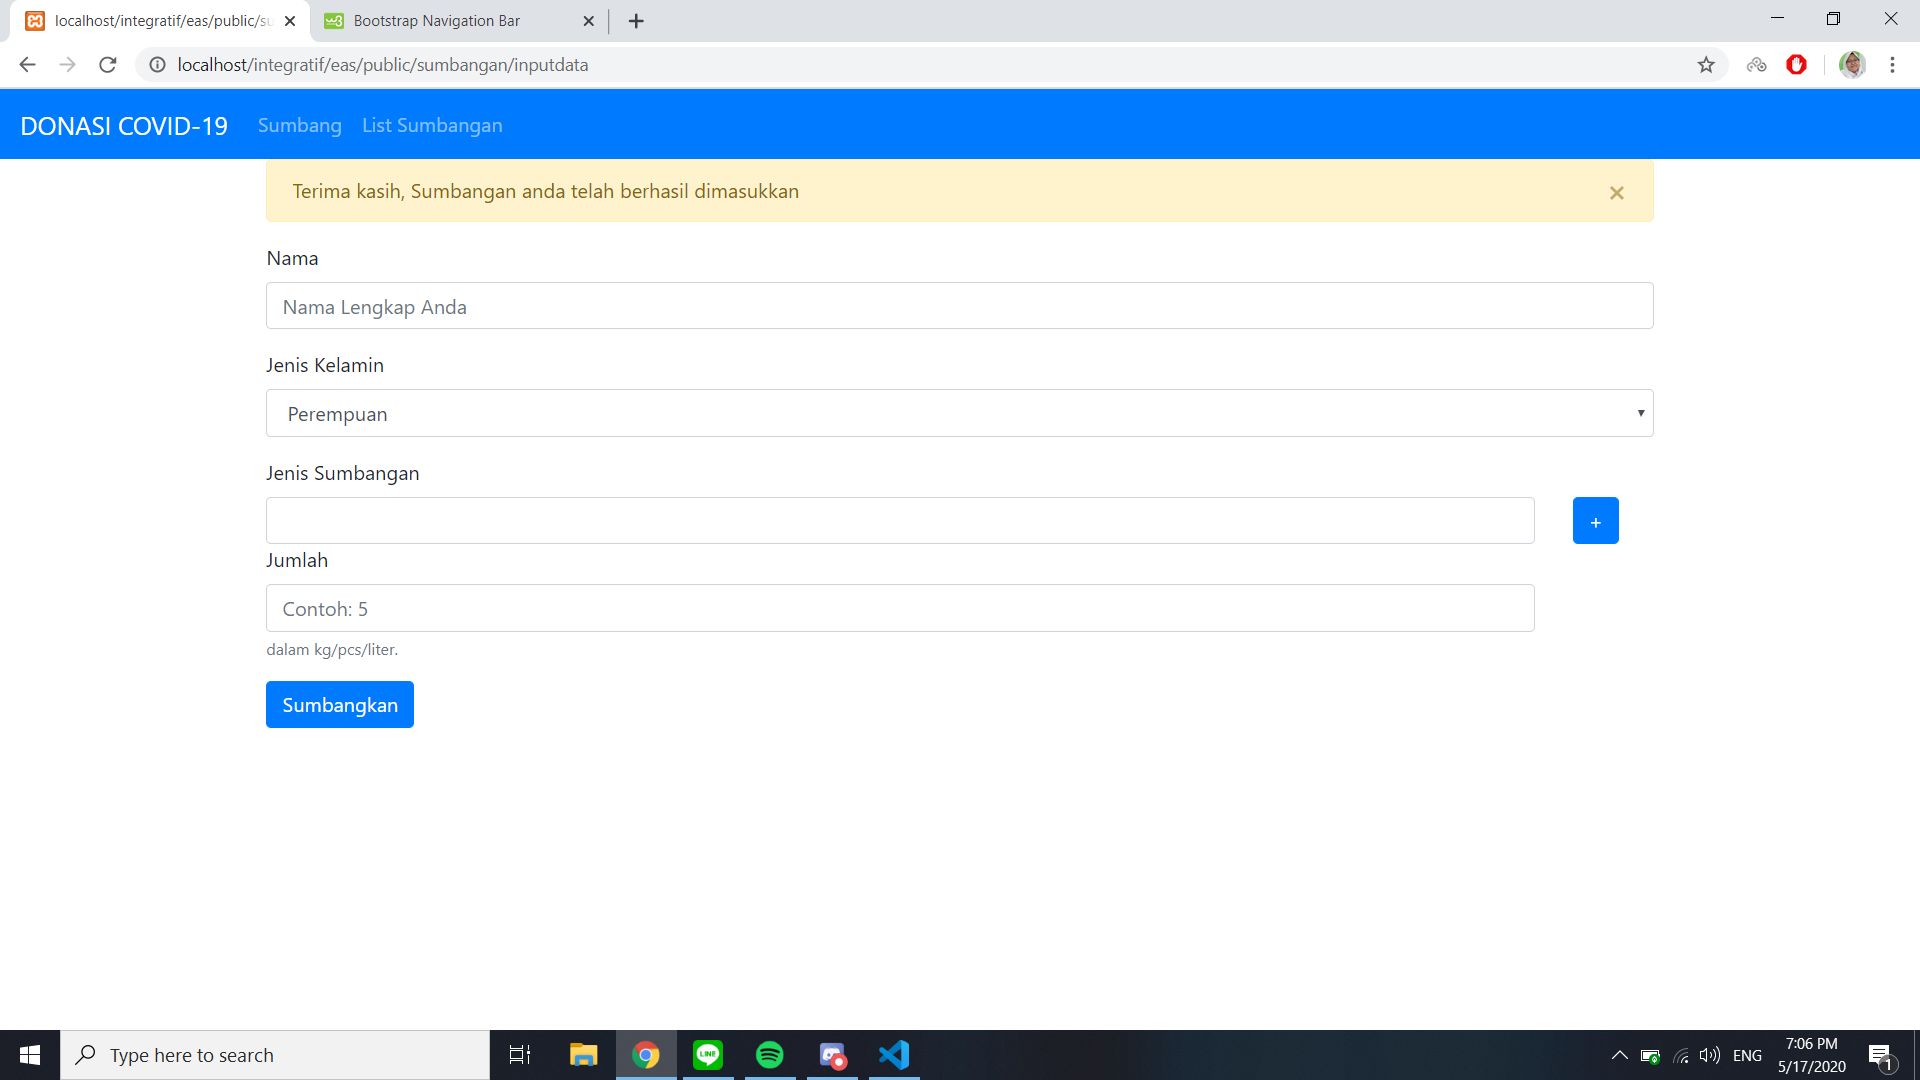 localhost/integratif/eas/public/su
Bootstrap Navigation Bar
localhost/integratif/eas/public/sumbangan/inputdata
DONASI COVID-19 Sumbang List Sumbangan
Terima kasih, Sumbangan anda telah berhasil dimasukkan
Nama
Nama Lengkap Anda
Jenis Kelamin
Perempuan
Jenis Sumbangan
+
Jumlah
Contoh: 5
dalam kg/pcs/liter.
Sumbangkan
Type here to search
LINE
ENG
7:06 PM
5/17/2020
1